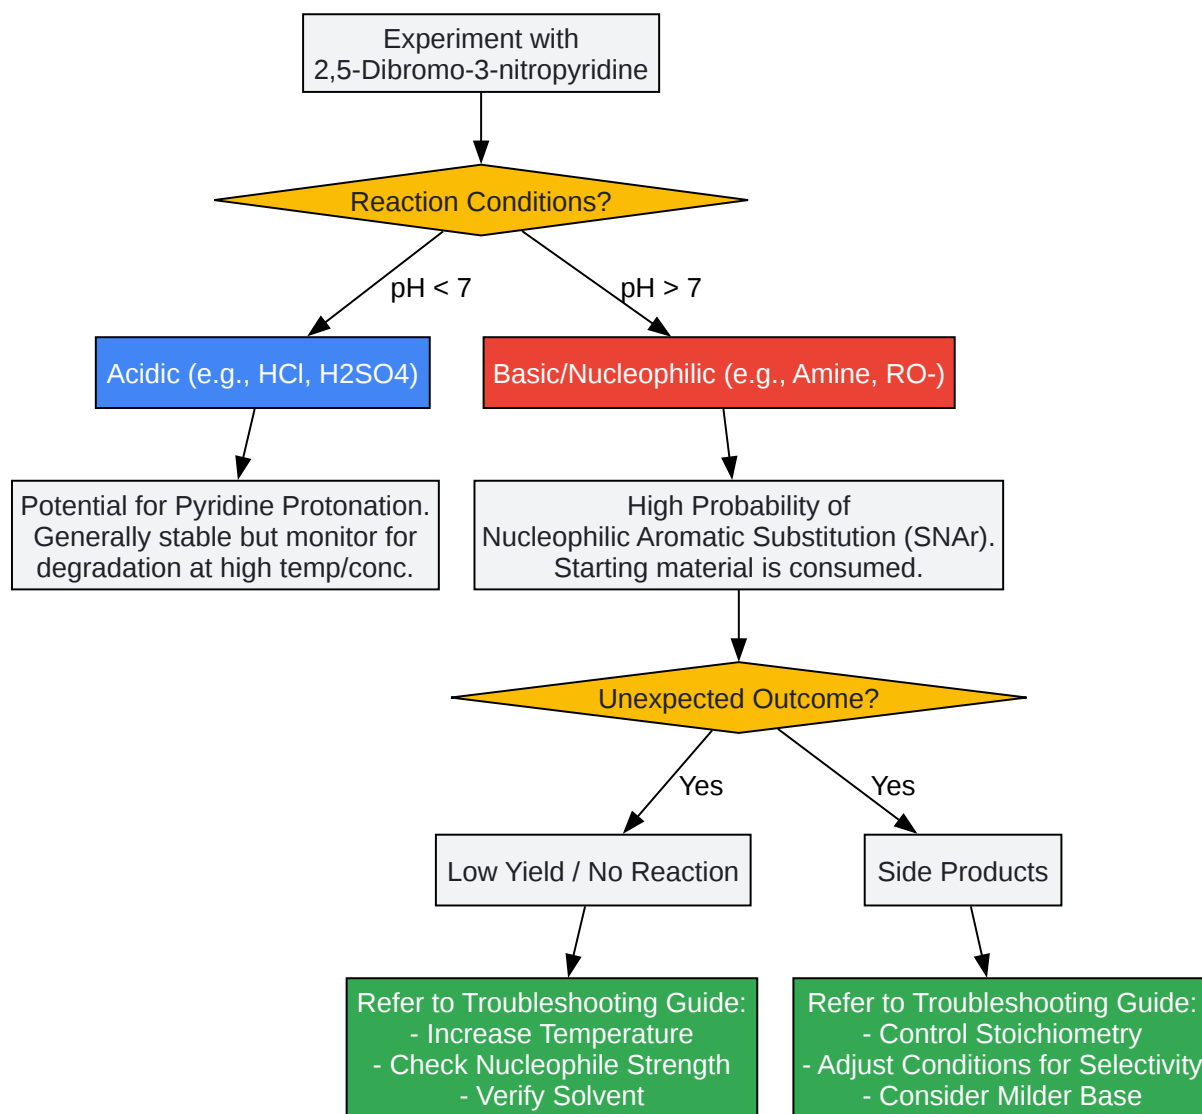 Experiment with
2,5-Dibromo-3-nitropyridine
Reaction Conditions?
pH < 7
pH > 7
Acidic (e.g., HCl, H2SO4)
Basic/Nucleophilic (e.g., Amine, RO-)
Potential for Pyridine Protonation.
Generally stable but monitor for
degradation at high temp/conc.
High Probability of
Nucleophilic Aromatic Substitution (SNAr).
Starting material is consumed.
Unexpected Outcome?
Yes
Yes
Low Yield / No Reaction
Side Products
Refer to Troubleshooting Guide:
- Increase Temperature
- Check Nucleophile Strength
- Verify Solvent
Refer to Troubleshooting Guide:
- Control Stoichiometry
- Adjust Conditions for Selectivity
- Consider Milder Base